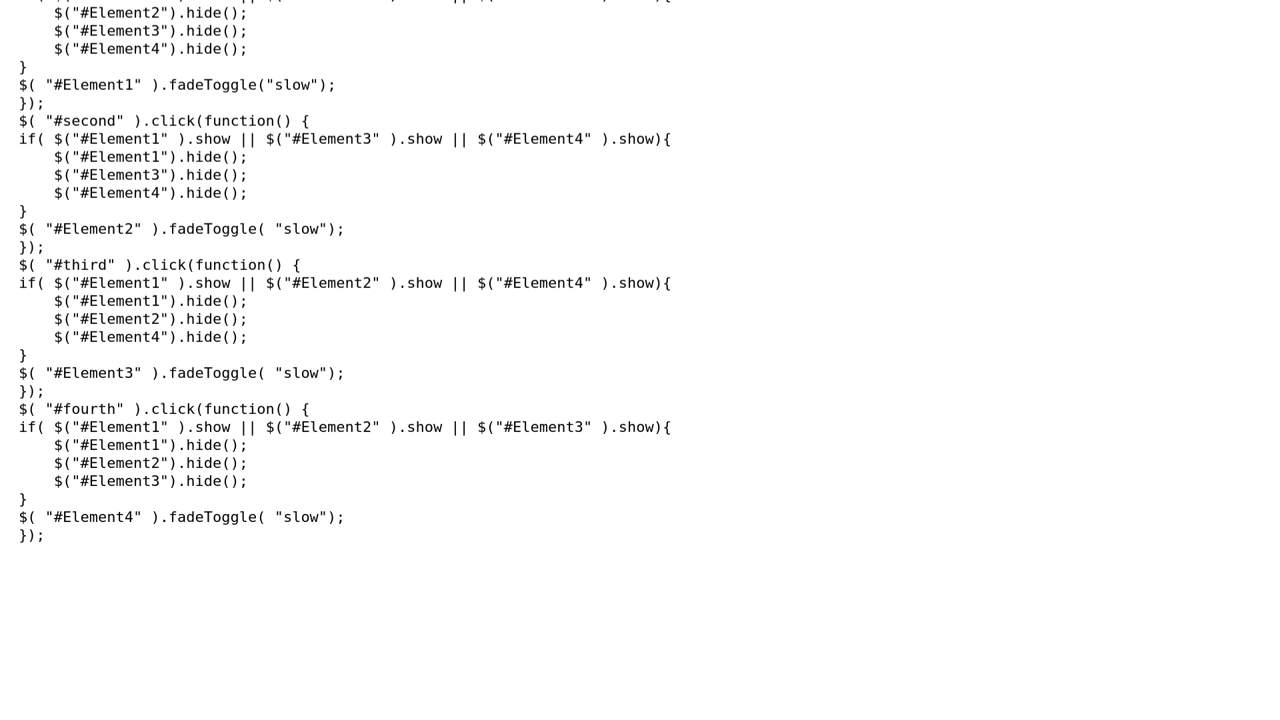 $("#Element2").hide();
$("#Element3").hide();
$("#Element4").hide();
}
$( "#Element1" ).fadeToggle("slow");
});
$( "#second" ).click(function() {
if( $("#Element1" ).show || $("#Element3" ).show || $("#Element4" ).show){
$("#Element1").hide();
$("#Element3").hide();
$("#Element4").hide();
}
$( "#Element2" ).fadeToggle( "slow");
});
$( "#third" ).click(function() {
if( $("#Element1" ).show || $("#Element2" ).show || $("#Element4" ).show){
$("#Element1").hide();
$("#Element2").hide();
$("#Element4").hide();
}
$( "#Element3" ).fadeToggle( "slow");
});
$( "#fourth" ).click(function() {
if( $("#Element1" ).show || $("#Element2" ).show || $("#Element3" ).show){
$("#Element1").hide();
$("#Element2").hide();
$("#Element3").hide();
}
$( "#Element4" ).fadeToggle( "slow");
});